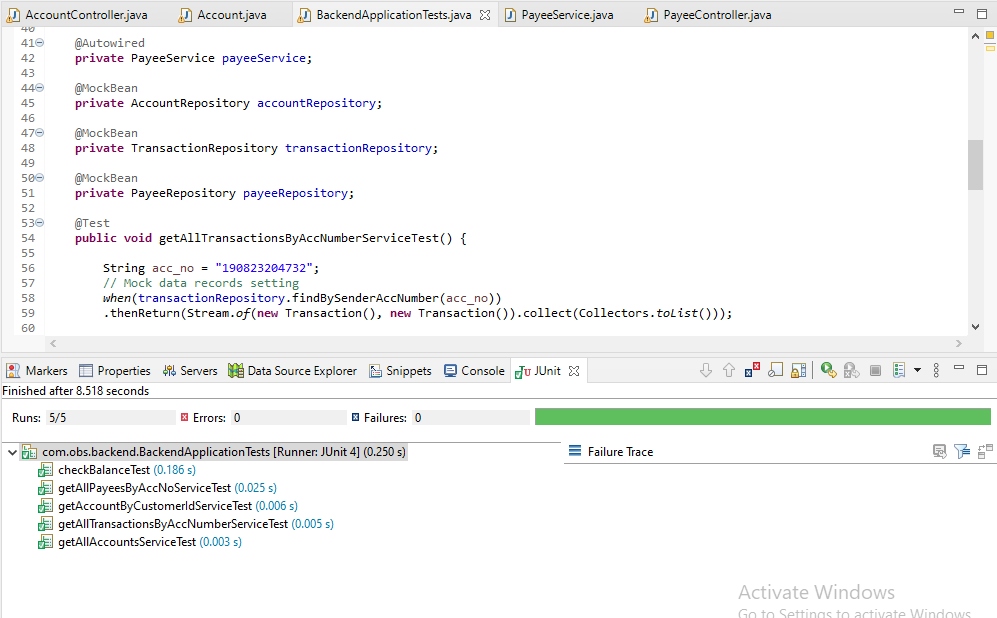 AccountController.java Account.java BackendApplicationTests.java PayeeService.java PayeeController.java
40
41 @Autowired
42 private PayeeService payeeService;
43
44 @MockBean
45 private AccountRepository accountRepository;
46
47 @MockBean
48 private TransactionRepository transactionRepository;
49
50 @MockBean
51 private PayeeRepository payeeRepository;
52
53 @Test
54 public void getAllTransactionsByAccNumberServiceTest() {
55
56 String acc_no = "190823204732";
57 // Mock data records setting
58 when(transactionRepository.findBySenderAccNumber(acc_no))
59 .thenReturn(Stream.of(new Transaction(), new Transaction()).collect(Collectors.toList()));
60
Markers Properties Servers Data Source Explorer Snippets Console JUnit
Finished after 8.518 seconds
Runs: 5/5 Errors: 0 Failures: 0
com.obs.backend.BackendApplicationTests [Runner: JUnit 4] (0.250 s) Failure Trace
checkBalanceTest (0.186 s)
getAllPayeesByAccNoServiceTest (0.025 s)
getAccountByCustomerIdServiceTest (0.006 s)
getAllTransactionsByAccNumberServiceTest (0.005 s)
getAllAccountsServiceTest (0.003 s)
Activate Windows
Go to Settings to activate Windows.